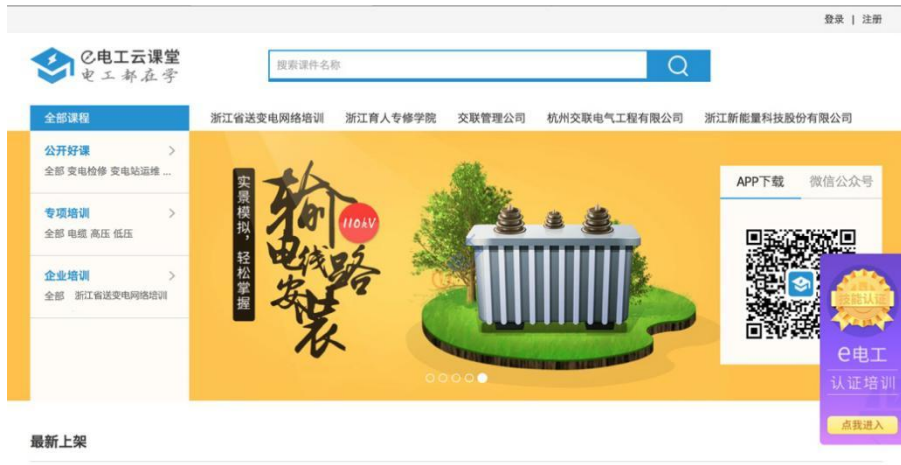 登录 | 注册
e电工云课堂
电工都在学
搜索课件名称
全部课程
浙江省送变电网络培训 浙江育人专修学院 交联管理公司 杭州交联电气工程有限公司 浙江新能量科技股份有限公司
公开好课 >
全部 变电检修 变电站运维 ...
专项培训 >
全部 电缆 高压 低压
企业培训 >
全部 浙江省送变电网络培训
实景模拟，轻松掌握
110kV
输电线路安装
APP下载 微信公众号
技能认证
e电工
认证培训
点我进入
最新上架